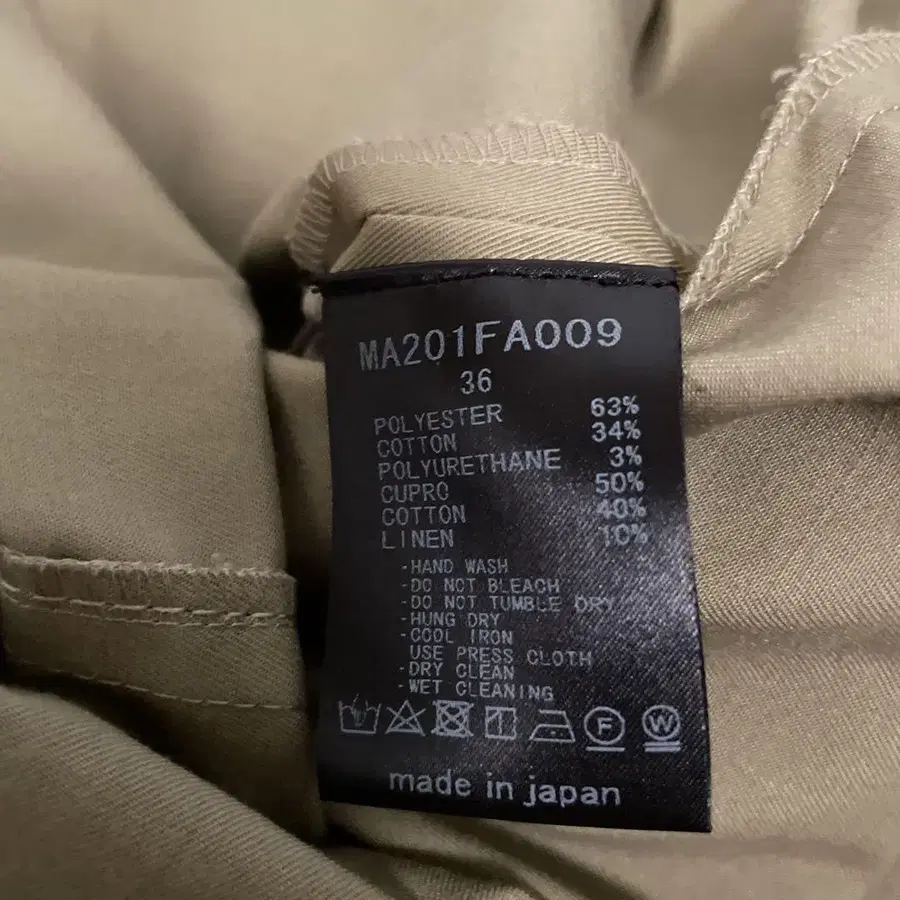 MA201FA009
36
POLYESTER 63%
COTTON 34%
POLYURETHANE 3%
CUPRO 50%
COTTON 40%
LINEN 10%
-HAND WASH
-DO NOT BLEACH
-DO NOT TUMBLE DRY
-HUNG DRY
-COOL IRON
USE PRESS CLOTH
-DRY CLEAN
-WET CLEANING
F W
made in japan